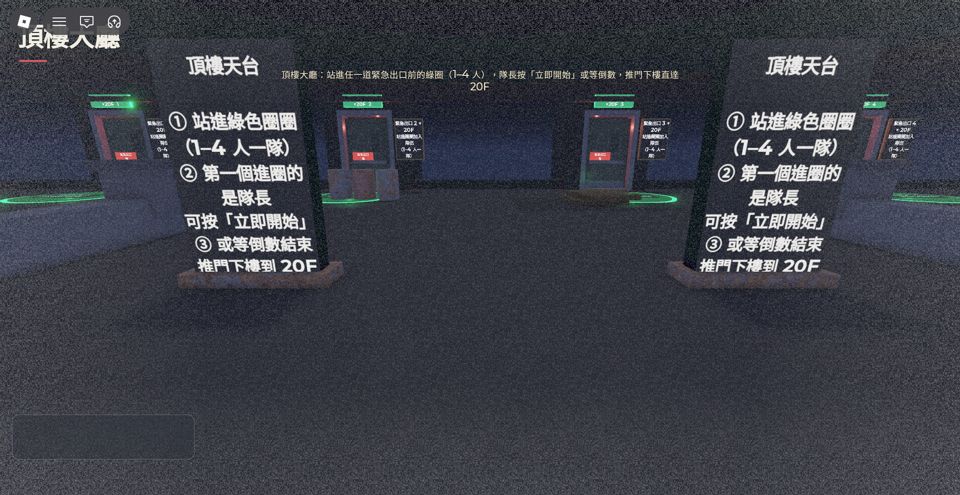 頂樓大廳
頂樓大廳：站進任一道緊急出口前的綠圈（1–4 人），隊長按「立即開始」或等倒數，推門下樓直達
20F
頂樓天台
① 站進綠色圈圈
（1–4 人一隊）
② 第一個進圈的
是隊長
可按「立即開始」
③ 或等倒數結束
推門下樓到 20F
頂樓天台
① 站進綠色圈圈
（1–4 人一隊）
② 第一個進圈的
是隊長
可按「立即開始」
③ 或等倒數結束
推門下樓到 20F